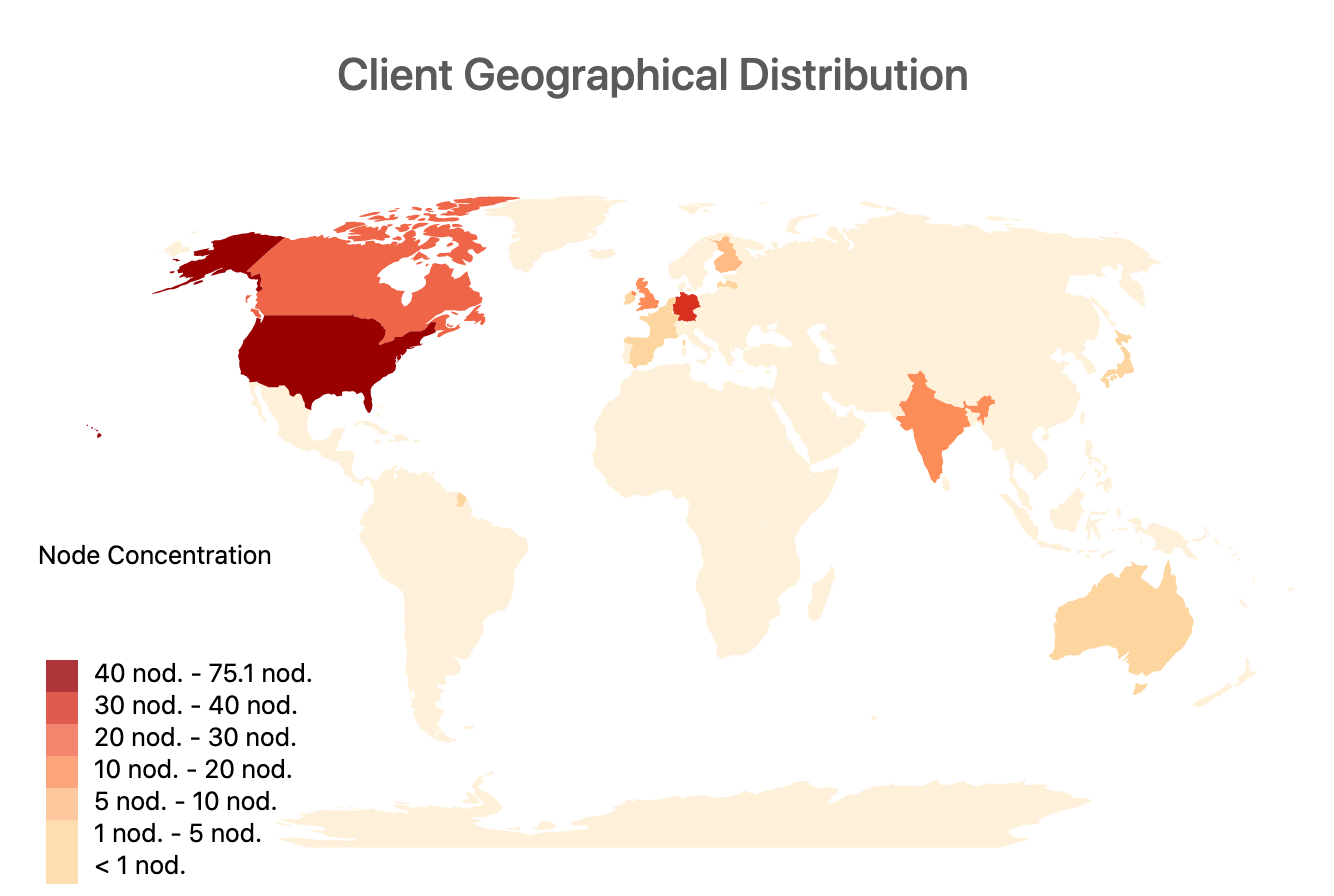 Client Geographical Distribution
Node Concentration
40 nod. - 75.1 nod.
30 nod. - 40 nod.
20 nod. - 30 nod.
10 nod. - 20 nod.
5 nod. - 10 nod.
1 nod. - 5 nod.
< 1 nod.